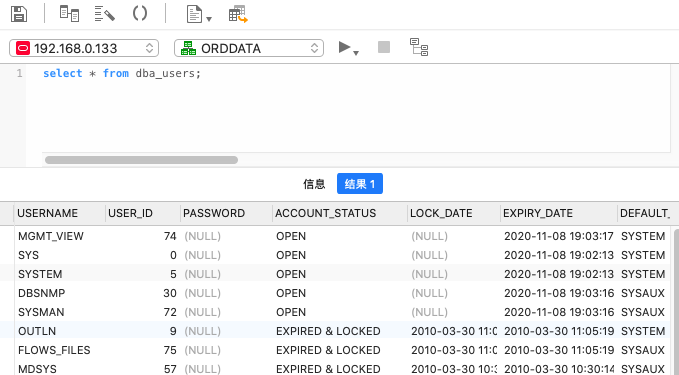 192.168.0.133 ORDDATA
1 select * from dba_users;
信息 结果 1
USERNAME USER_ID PASSWORD ACCOUNT_STATUS LOCK_DATE EXPIRY_DATE DEFAULT_
MGMT_VIEW 74 (NULL) OPEN (NULL) 2020-11-08 19:03:17 SYSTEM
SYS 0 (NULL) OPEN (NULL) 2020-11-08 19:02:13 SYSTEM
SYSTEM 5 (NULL) OPEN (NULL) 2020-11-08 19:02:13 SYSTEM
DBSNMP 30 (NULL) OPEN (NULL) 2020-11-08 19:03:16 SYSAUX
SYSMAN 72 (NULL) OPEN (NULL) 2020-11-08 19:03:16 SYSAUX
OUTLN 9 (NULL) EXPIRED & LOCKED 2010-03-30 11:0 2010-03-30 11:05:19 SYSTEM
FLOWS_FILES 75 (NULL) EXPIRED & LOCKED 2010-03-30 11:0 2010-03-30 11:05:19 SYSAUX
MDSYS 57 (NULL) EXPIRED & LOCKED 2010-03-30 10:3 2010-03-30 10:30:14 SYSAUX